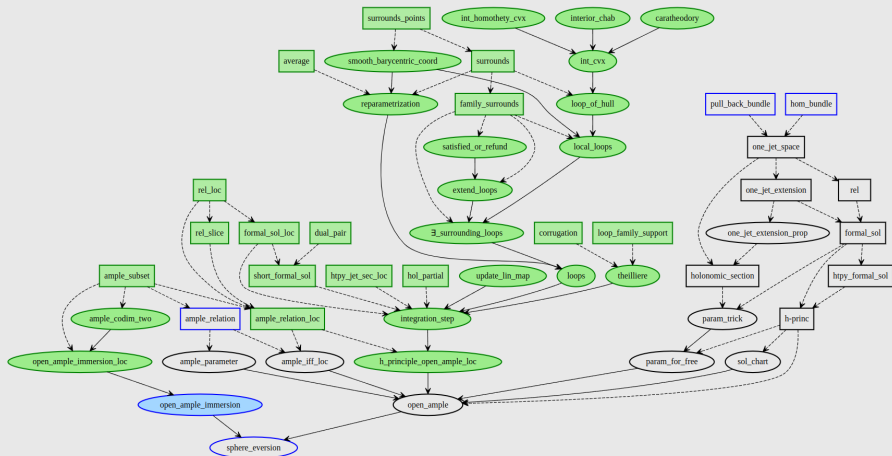 surrounds_points
int_homothety_cvx
interior_chab
caratheodory
average
smooth_barycentric_coord
surrounds
int_cvx
reparametrization
family_surrounds
loop_of_hull
pull_back_bundle
hom_bundle
satisfied_or_refund
local_loops
one_jet_space
rel_loc
extend_loops
one_jet_extension
rel
rel_slice
formal_sol_loc
dual_pair
∃_surrounding_loops
corrugation
loop_family_support
one_jet_extension_prop
formal_sol
ample_subset
short_formal_sol
htpy_jet_sec_loc
hol_partial
update_lin_map
loops
theilliere
holonomic_section
htpy_formal_sol
ample_codim_two
ample_relation
ample_relation_loc
integration_step
param_trick
h-princ
open_ample_immersion_loc
ample_parameter
ample_iff_loc
h_principle_open_ample_loc
param_for_free
sol_chart
open_ample_immersion
open_ample
sphere_eversion